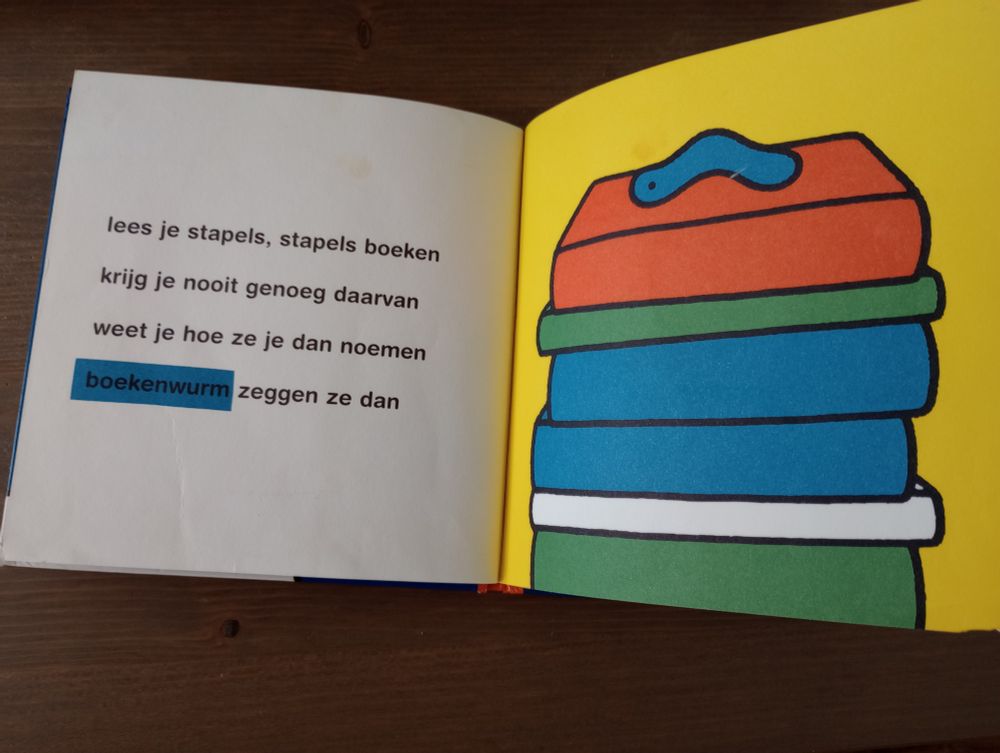 lees je stapels, stapels boeken
krijg je nooit genoeg daarvan
weet je hoe ze je dan noemen
boekenwurm zeggen ze dan